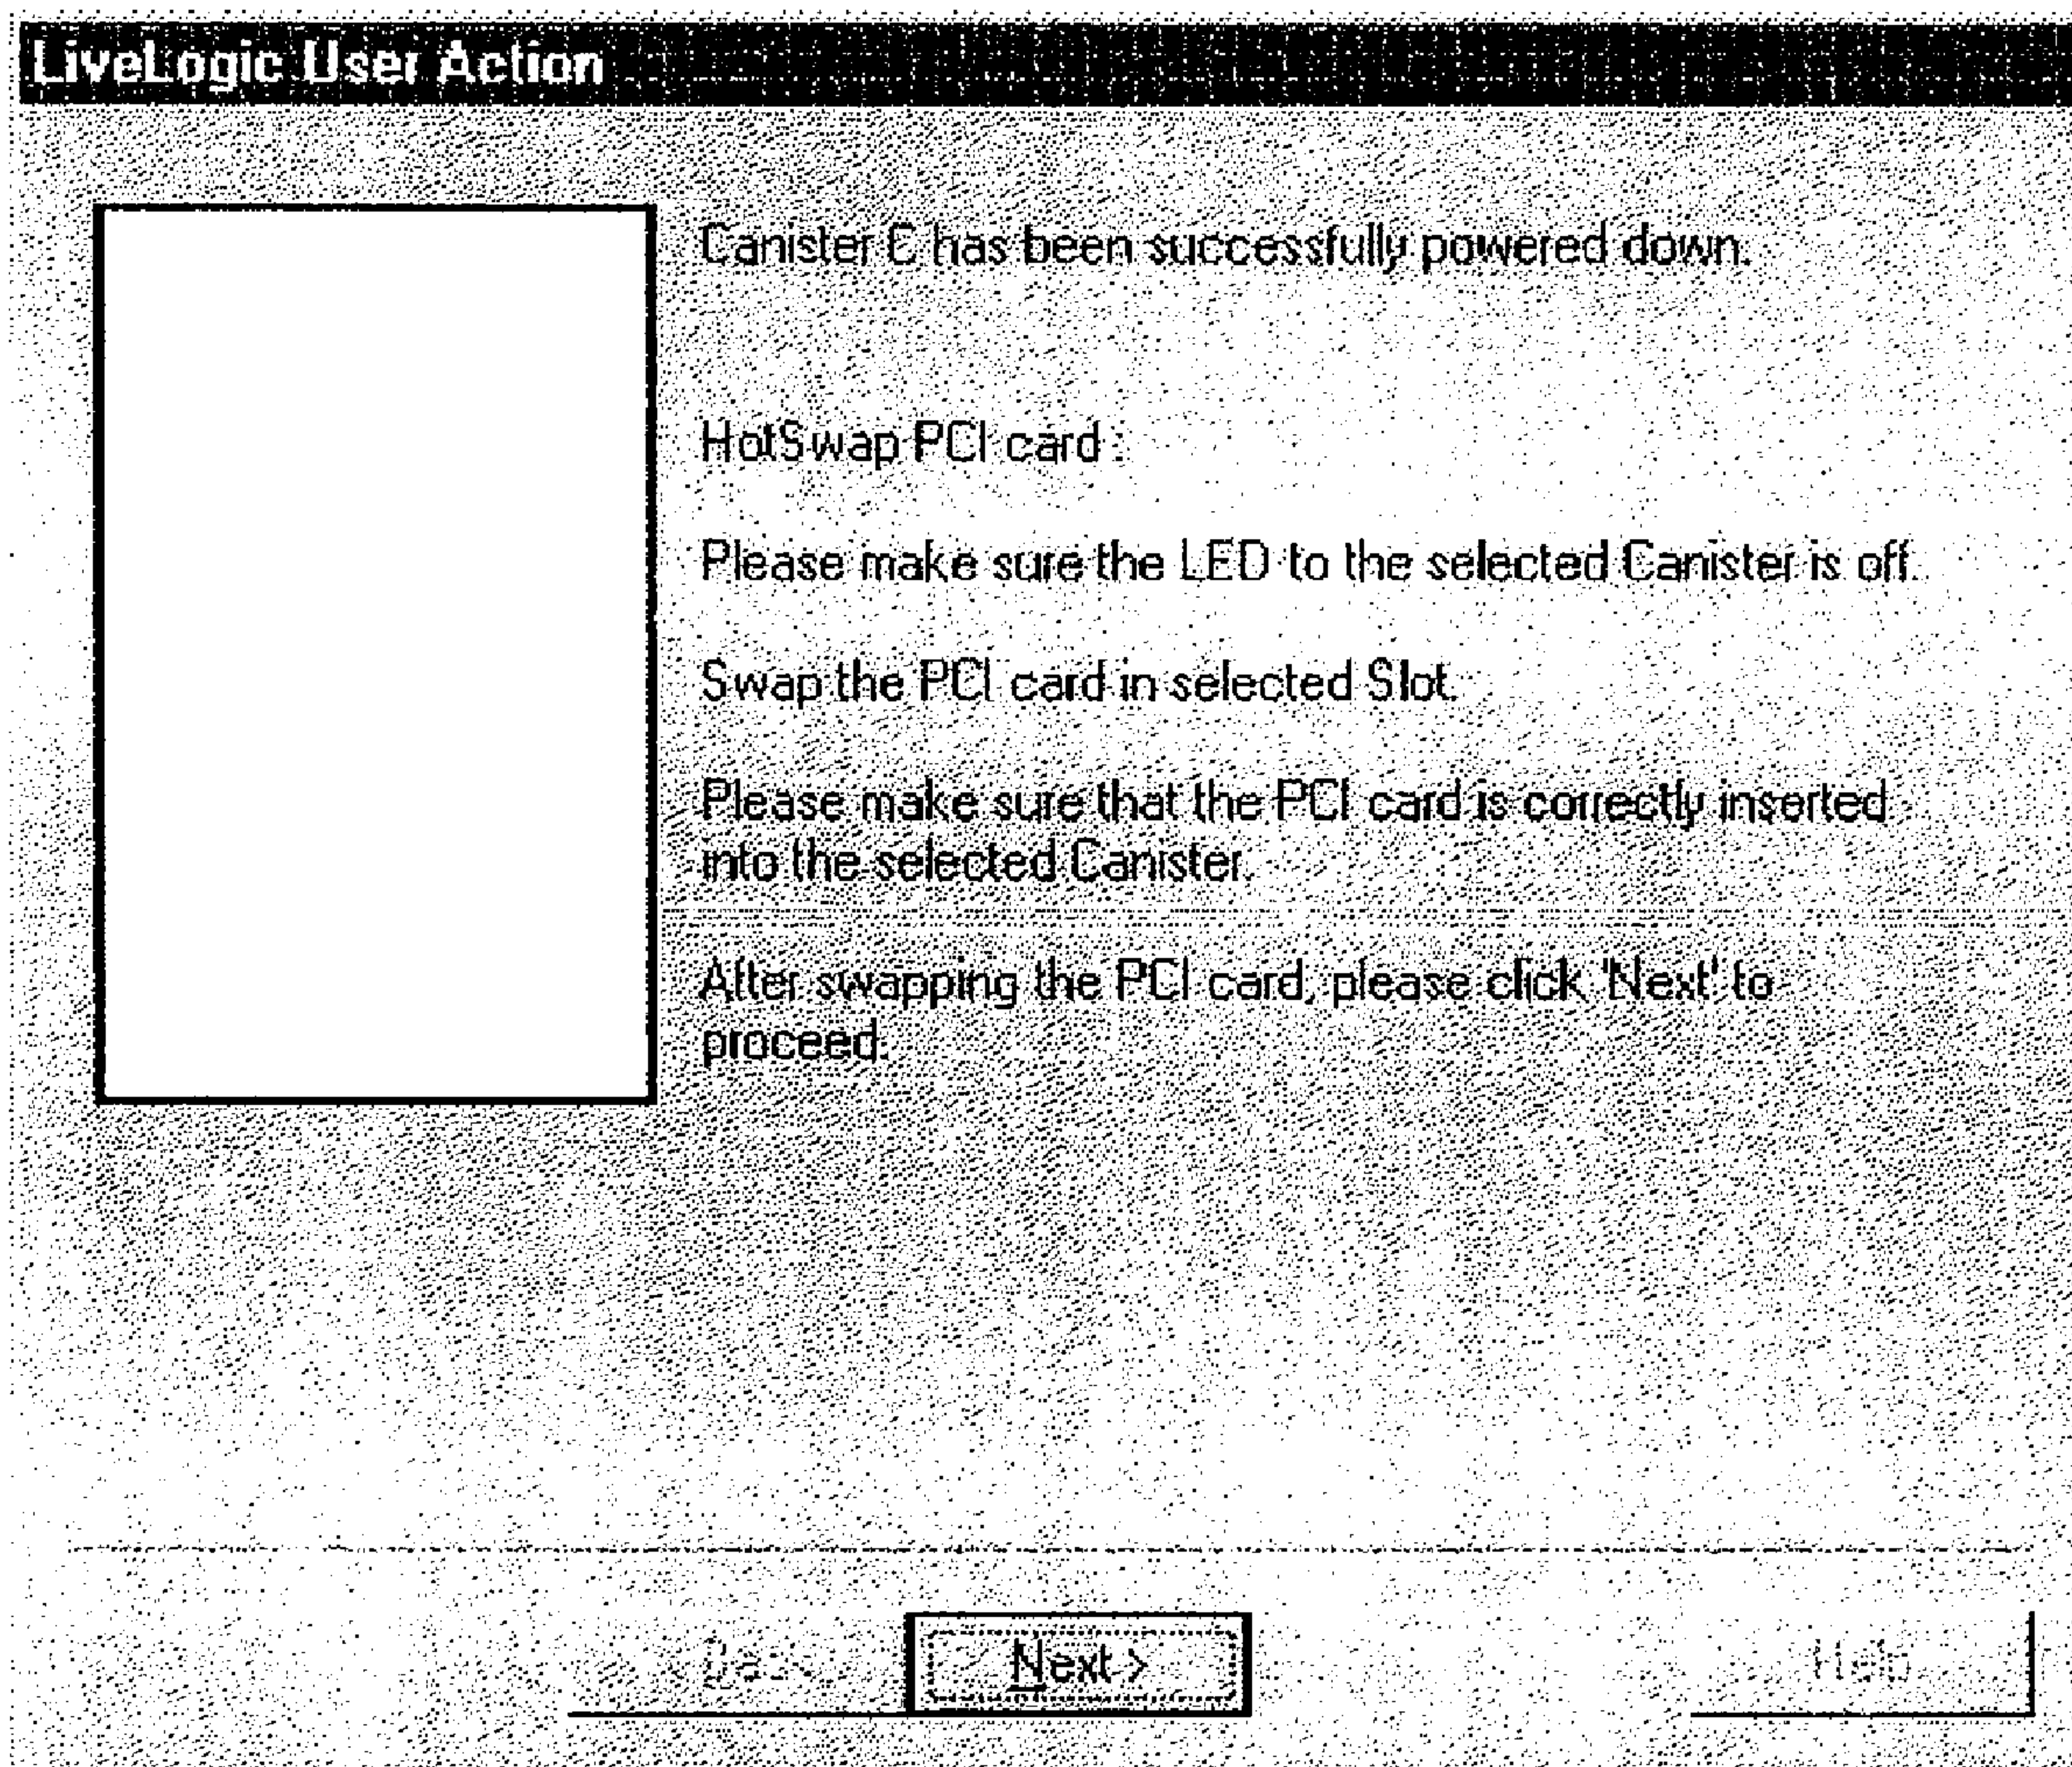 LiveLogic User Action
Canister C has been successfully powered down.
HotSwap PCI card :
Please make sure the LED to the selected Canister is off.
Swap the PCI card in selected Slot.
Please make sure that the PCI card is correctly inserted
into the selected Canister.
After swapping the PCI card, please click 'Next' to
proceed.
Back
Next >
Help